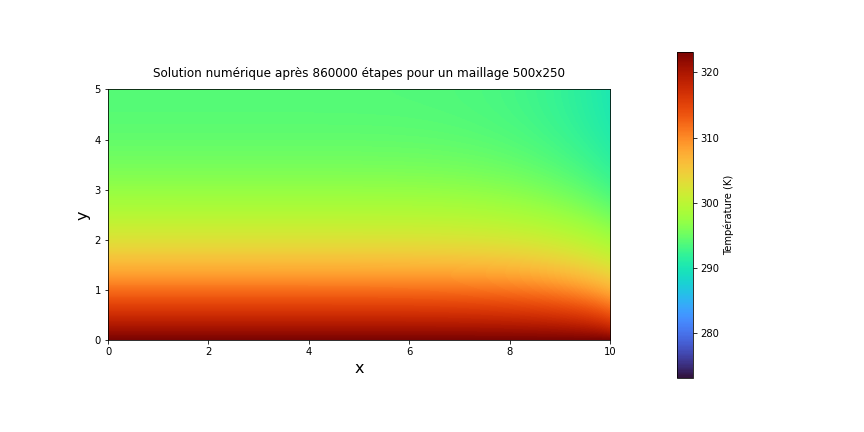 Solution numérique après 860000 étapes pour un maillage 500x250
5
4
3
2
1
0
y
0 2 4 6 8 10
x
320
310
300
290
280
Température (K)